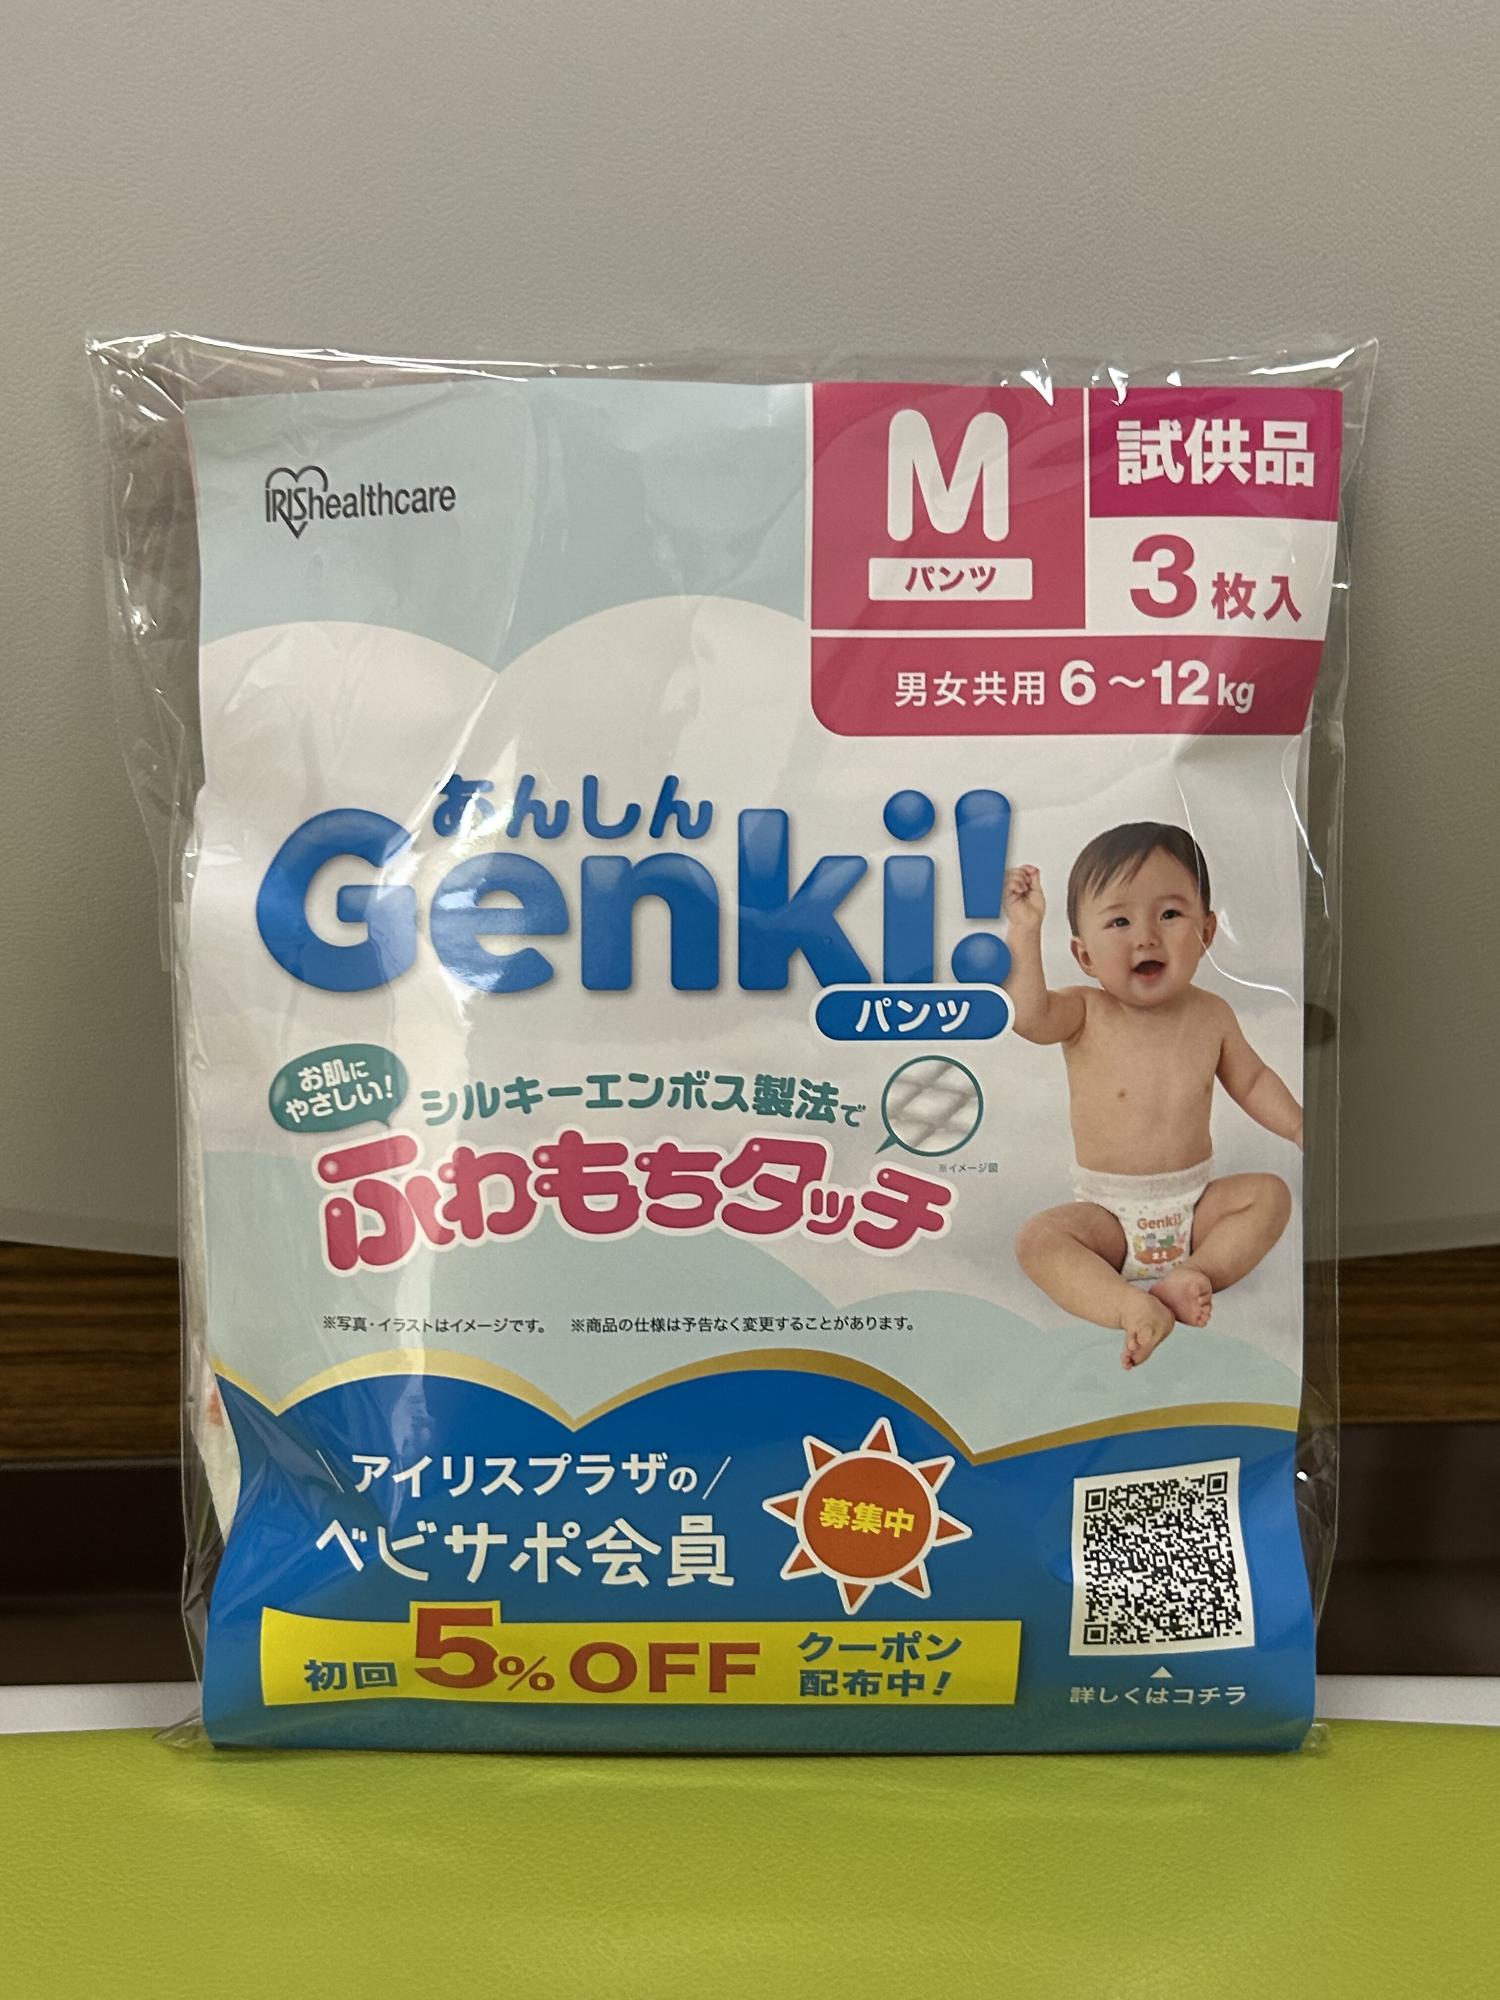 IRIShealthcare
M
パンツ
試供品
3枚入
男女共用 6～12kg
あんしん
Genki!
パンツ
お肌に
やさしい!
シルキーエンボス製法で
※イメージ図
ふわもちタッチ
Genki!
まえ
※写真・イラストはイメージです。 ※商品の仕様は予告なく変更することがあります。
\アイリスプラザの/
ベビサポ会員
募集中
初回5%OFF
クーポン
配布中!
詳しくはコチラ